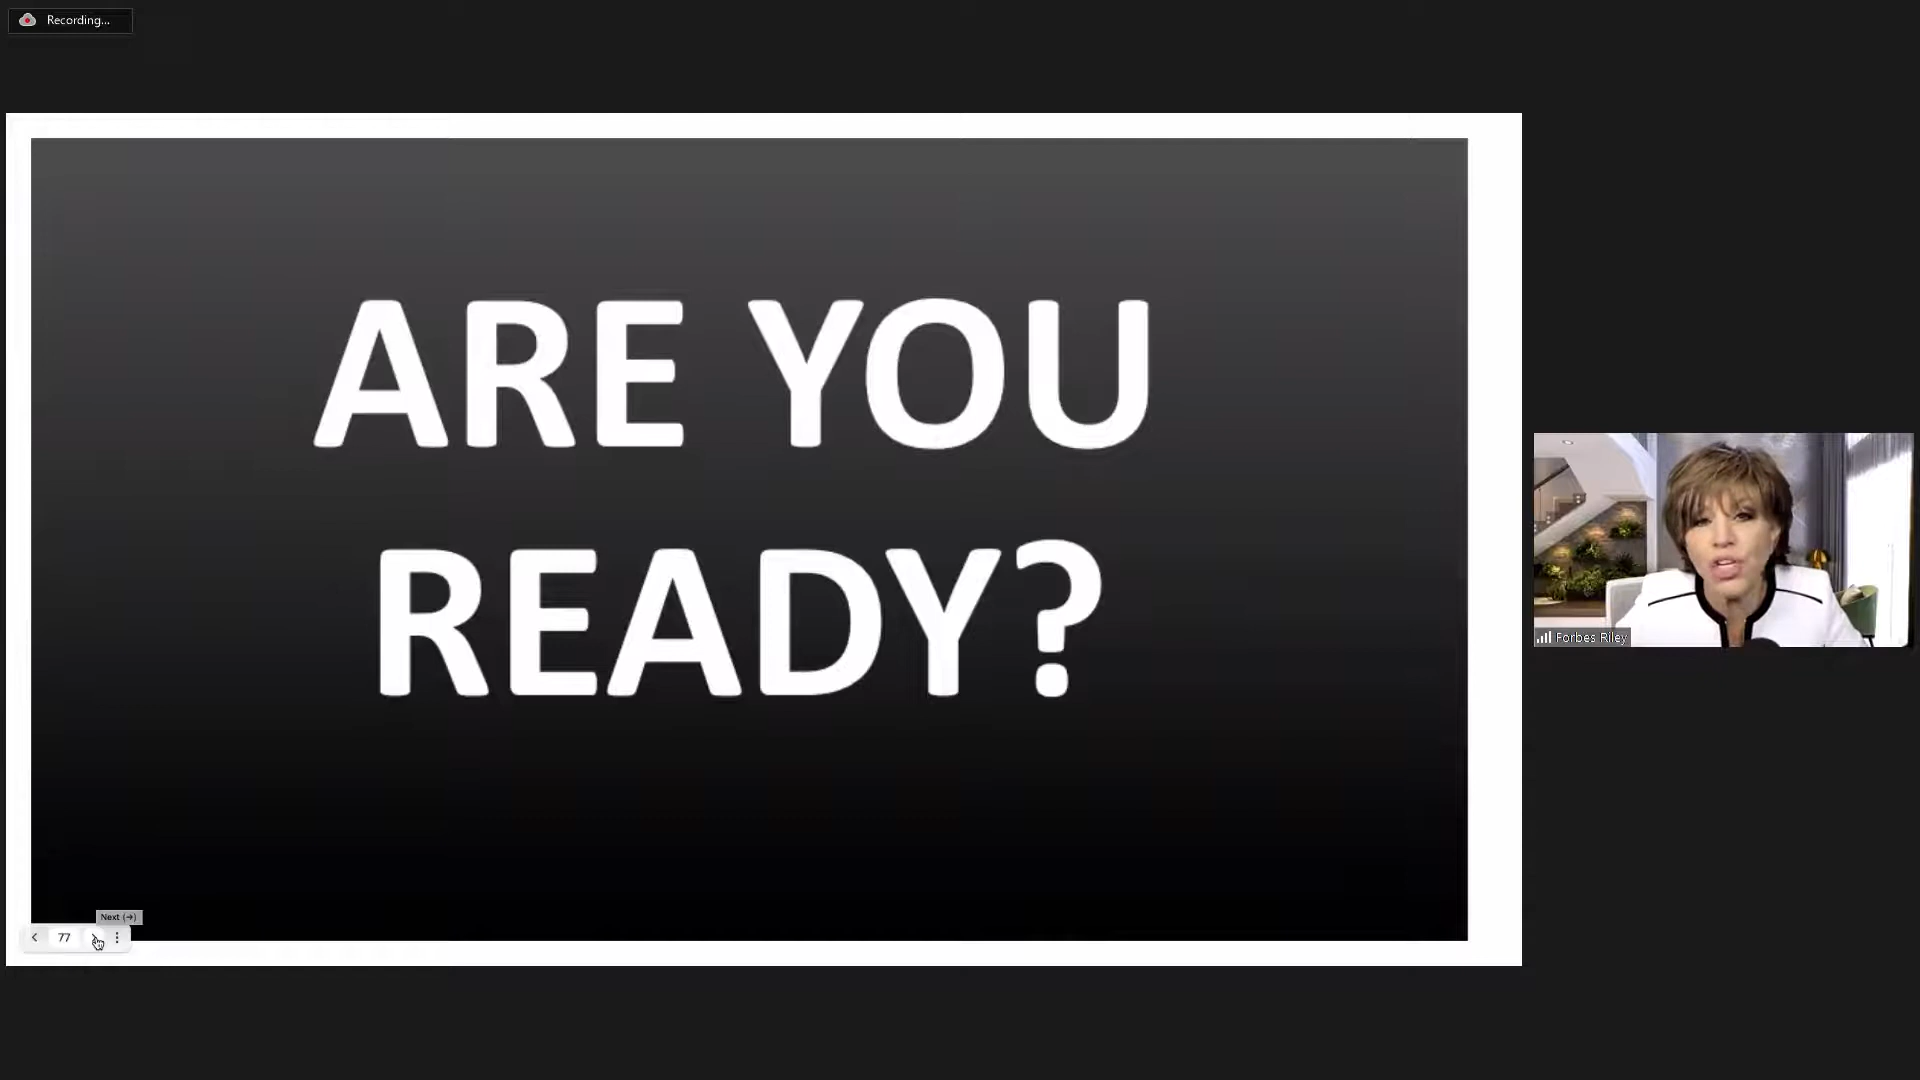 Recording...
ARE YOU
READY?
Forbes Riley
Next (→)
77